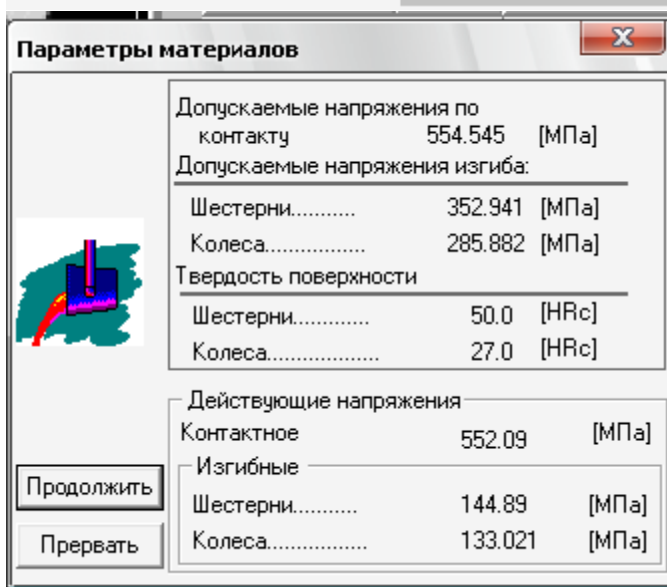 Параметры материалов
Допускаемые напряжения по
контакту 554.545 [МПа]
Допускаемые напряжения изгиба:
Шестерни........... 352.941 [МПа]
Колеса................. 285.882 [МПа]
Твердость поверхности
Шестерни............. 50.0 [HRc]
Колеса................... 27.0 [HRc]
Действующие напряжения
Контактное 552.09 [МПа]
Изгибные
Шестерни........... 144.89 [МПа]
Колеса................. 133.021 [МПа]
Продолжить
Прервать